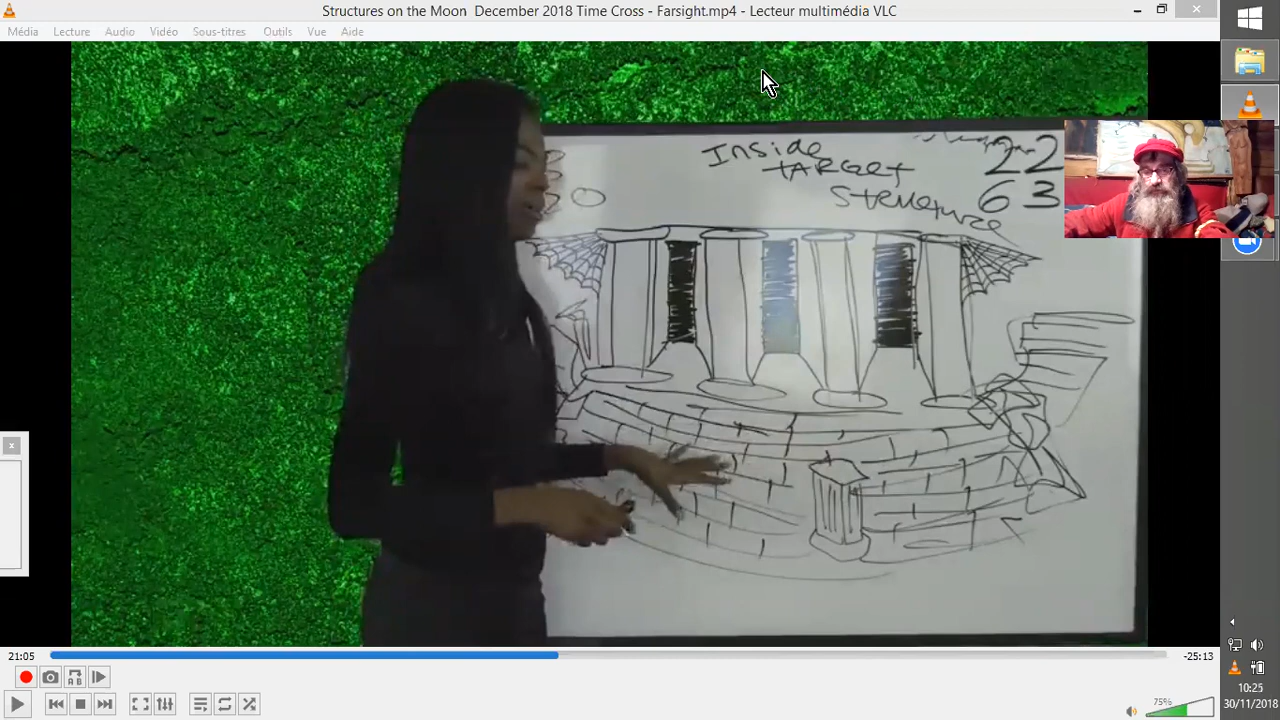 Structures on the Moon December 2018 Time Cross - Farsight.mp4 - Lecteur multimédia VLC
Média Lecture Audio Vidéo Sous-titres Outils Vue Aide
Inside
TARGET
Structure
22
63
21:05
-25:13
75%
10:25
30/11/2018